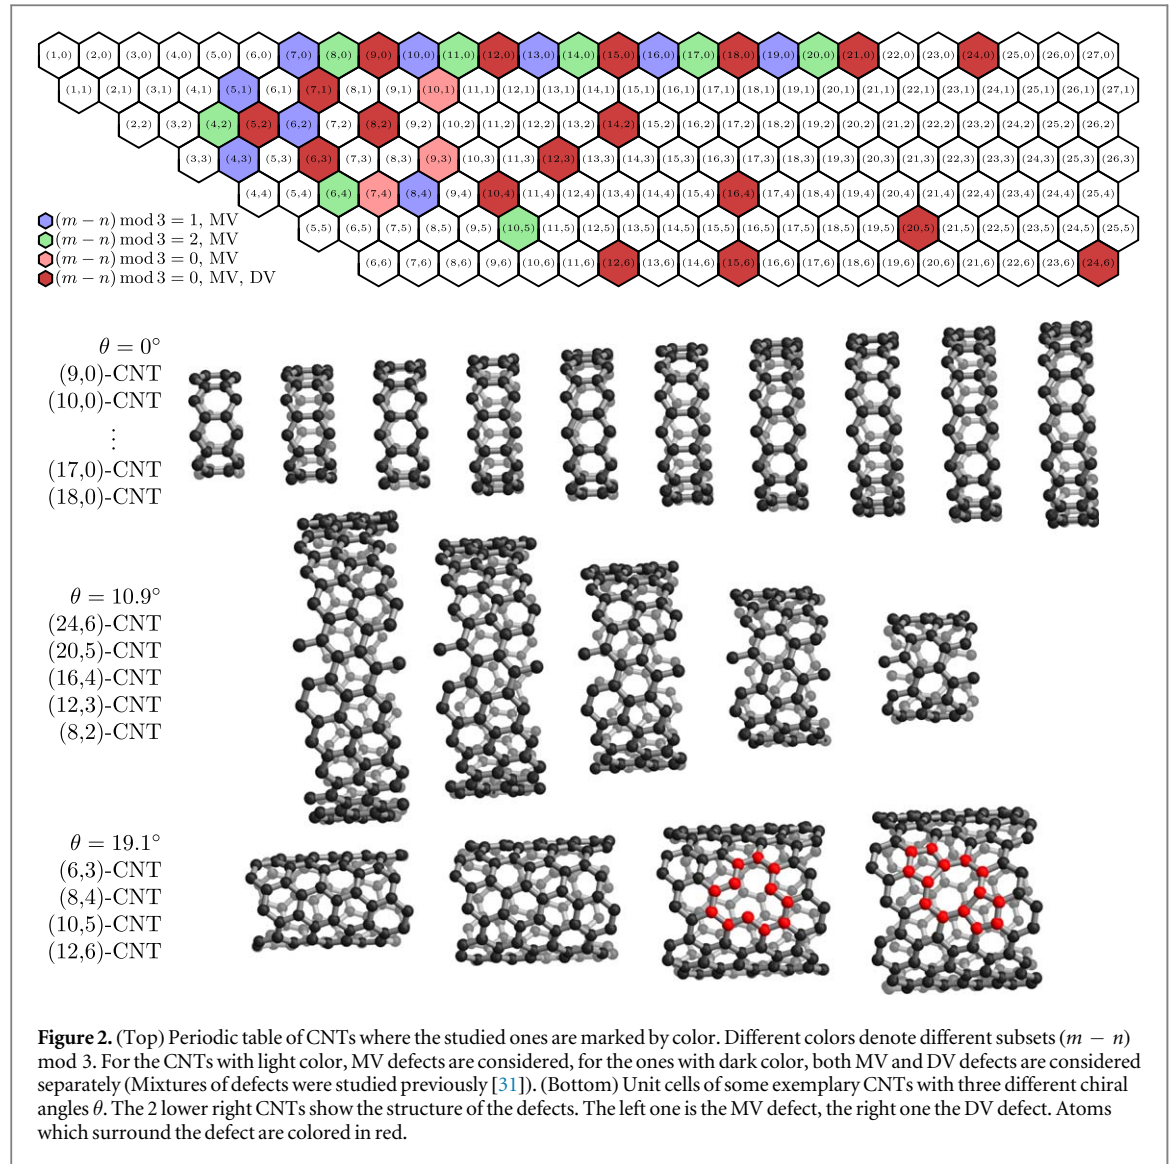 (1,0) (2,0) (3,0) (4,0) (5,0) (6,0) (7,0) (8,0) (9,0) (10,0) (11,0) (12,0) (13,0) (14,0) (15,0) (16,0) (17,0) (18,0) (19,0) (20,0) (21,0) (22,0) (23,0) (24,0) (25,0) (26,0) (27,0)
(1,1) (2,1) (3,1) (4,1) (5,1) (6,1) (7,1) (8,1) (9,1) (10,1) (11,1) (12,1) (13,1) (14,1) (15,1) (16,1) (17,1) (18,1) (19,1) (20,1) (21,1) (22,1) (23,1) (24,1) (25,1) (26,1) (27,1)
(2,2) (3,2) (4,2) (5,2) (6,2) (7,2) (8,2) (9,2) (10,2) (11,2) (12,2) (13,2) (14,2) (15,2) (16,2) (17,2) (18,2) (19,2) (20,2) (21,2) (22,2) (23,2) (24,2) (25,2) (26,2)
(3,3) (4,3) (5,3) (6,3) (7,3) (8,3) (9,3) (10,3) (11,3) (12,3) (13,3) (14,3) (15,3) (16,3) (17,3) (18,3) (19,3) (20,3) (21,3) (22,3) (23,3) (24,3) (25,3) (26,3)
(4,4) (5,4) (6,4) (7,4) (8,4) (9,4) (10,4) (11,4) (12,4) (13,4) (14,4) (15,4) (16,4) (17,4) (18,4) (19,4) (20,4) (21,4) (22,4) (23,4) (24,4) (25,4)
(5,5) (6,5) (7,5) (8,5) (9,5) (10,5) (11,5) (12,5) (13,5) (14,5) (15,5) (16,5) (17,5) (18,5) (19,5) (20,5) (21,5) (22,5) (23,5) (24,5) (25,5)
(6,6) (7,6) (8,6) (9,6) (10,6) (11,6) (12,6) (13,6) (14,6) (15,6) (16,6) (17,6) (18,6) (19,6) (20,6) (21,6) (22,6) (23,6) (24,6)
(m − n) mod 3 = 1, MV
(m − n) mod 3 = 2, MV
(m − n) mod 3 = 0, MV
(m − n) mod 3 = 0, MV, DV
θ = 0°
(9,0)-CNT
(10,0)-CNT
⋮
(17,0)-CNT
(18,0)-CNT
θ = 10.9°
(24,6)-CNT
(20,5)-CNT
(16,4)-CNT
(12,3)-CNT
(8,2)-CNT
θ = 19.1°
(6,3)-CNT
(8,4)-CNT
(10,5)-CNT
(12,6)-CNT
Figure 2. (Top) Periodic table of CNTs where the studied ones are marked by color. Different colors denote different subsets (m − n)
mod 3. For the CNTs with light color, MV defects are considered, for the ones with dark color, both MV and DV defects are considered
separately (Mixtures of defects were studied previously [31]). (Bottom) Unit cells of some exemplary CNTs with three different chiral
angles θ. The 2 lower right CNTs show the structure of the defects. The left one is the MV defect, the right one the DV defect. Atoms
which surround the defect are colored in red.